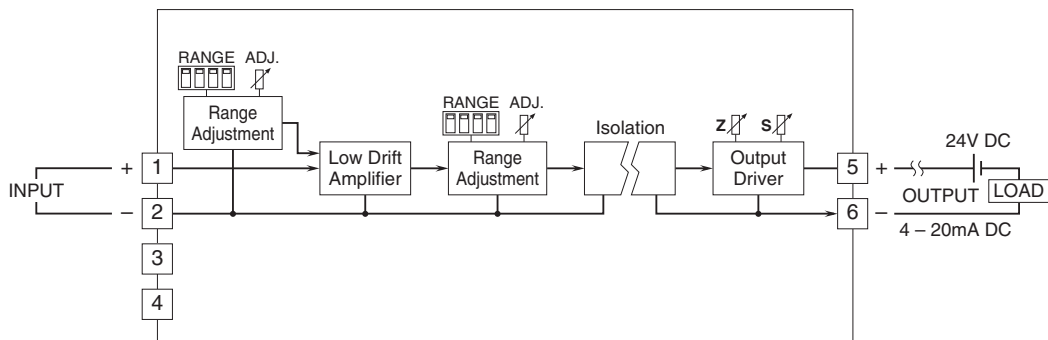 RANGE ADJ.
Range
Adjustment
RANGE ADJ.
Range
Adjustment
Isolation
Z S
Output
Driver
Low Drift
Amplifier
INPUT
+ 1
− 2
3
4
5 +
6 −
24V DC
OUTPUT
LOAD
4 – 20mA DC